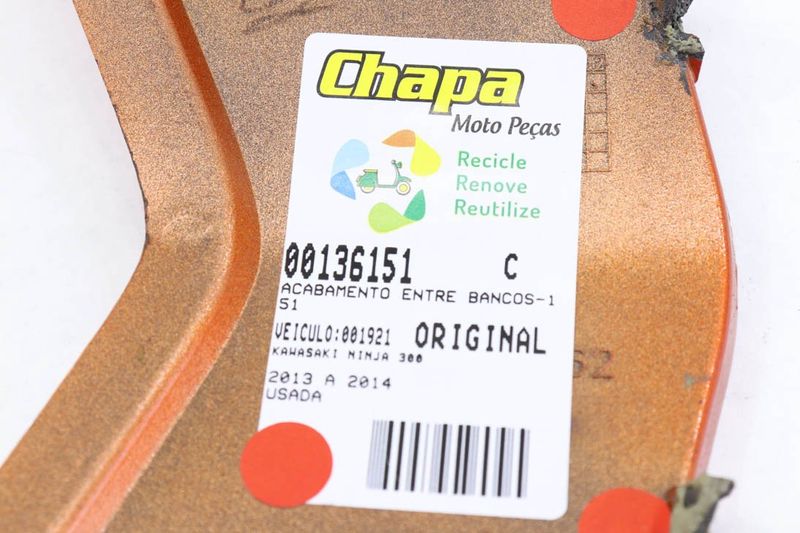 Chapa
Moto Peças
Recicle
Renove
Reutilize
00136151 C
ACABAMENTO ENTRE BANCOS-1
51
VEICULO:001921 ORIGINAL
KAWASAKI NINJA 300
2013 A 2014
USADA